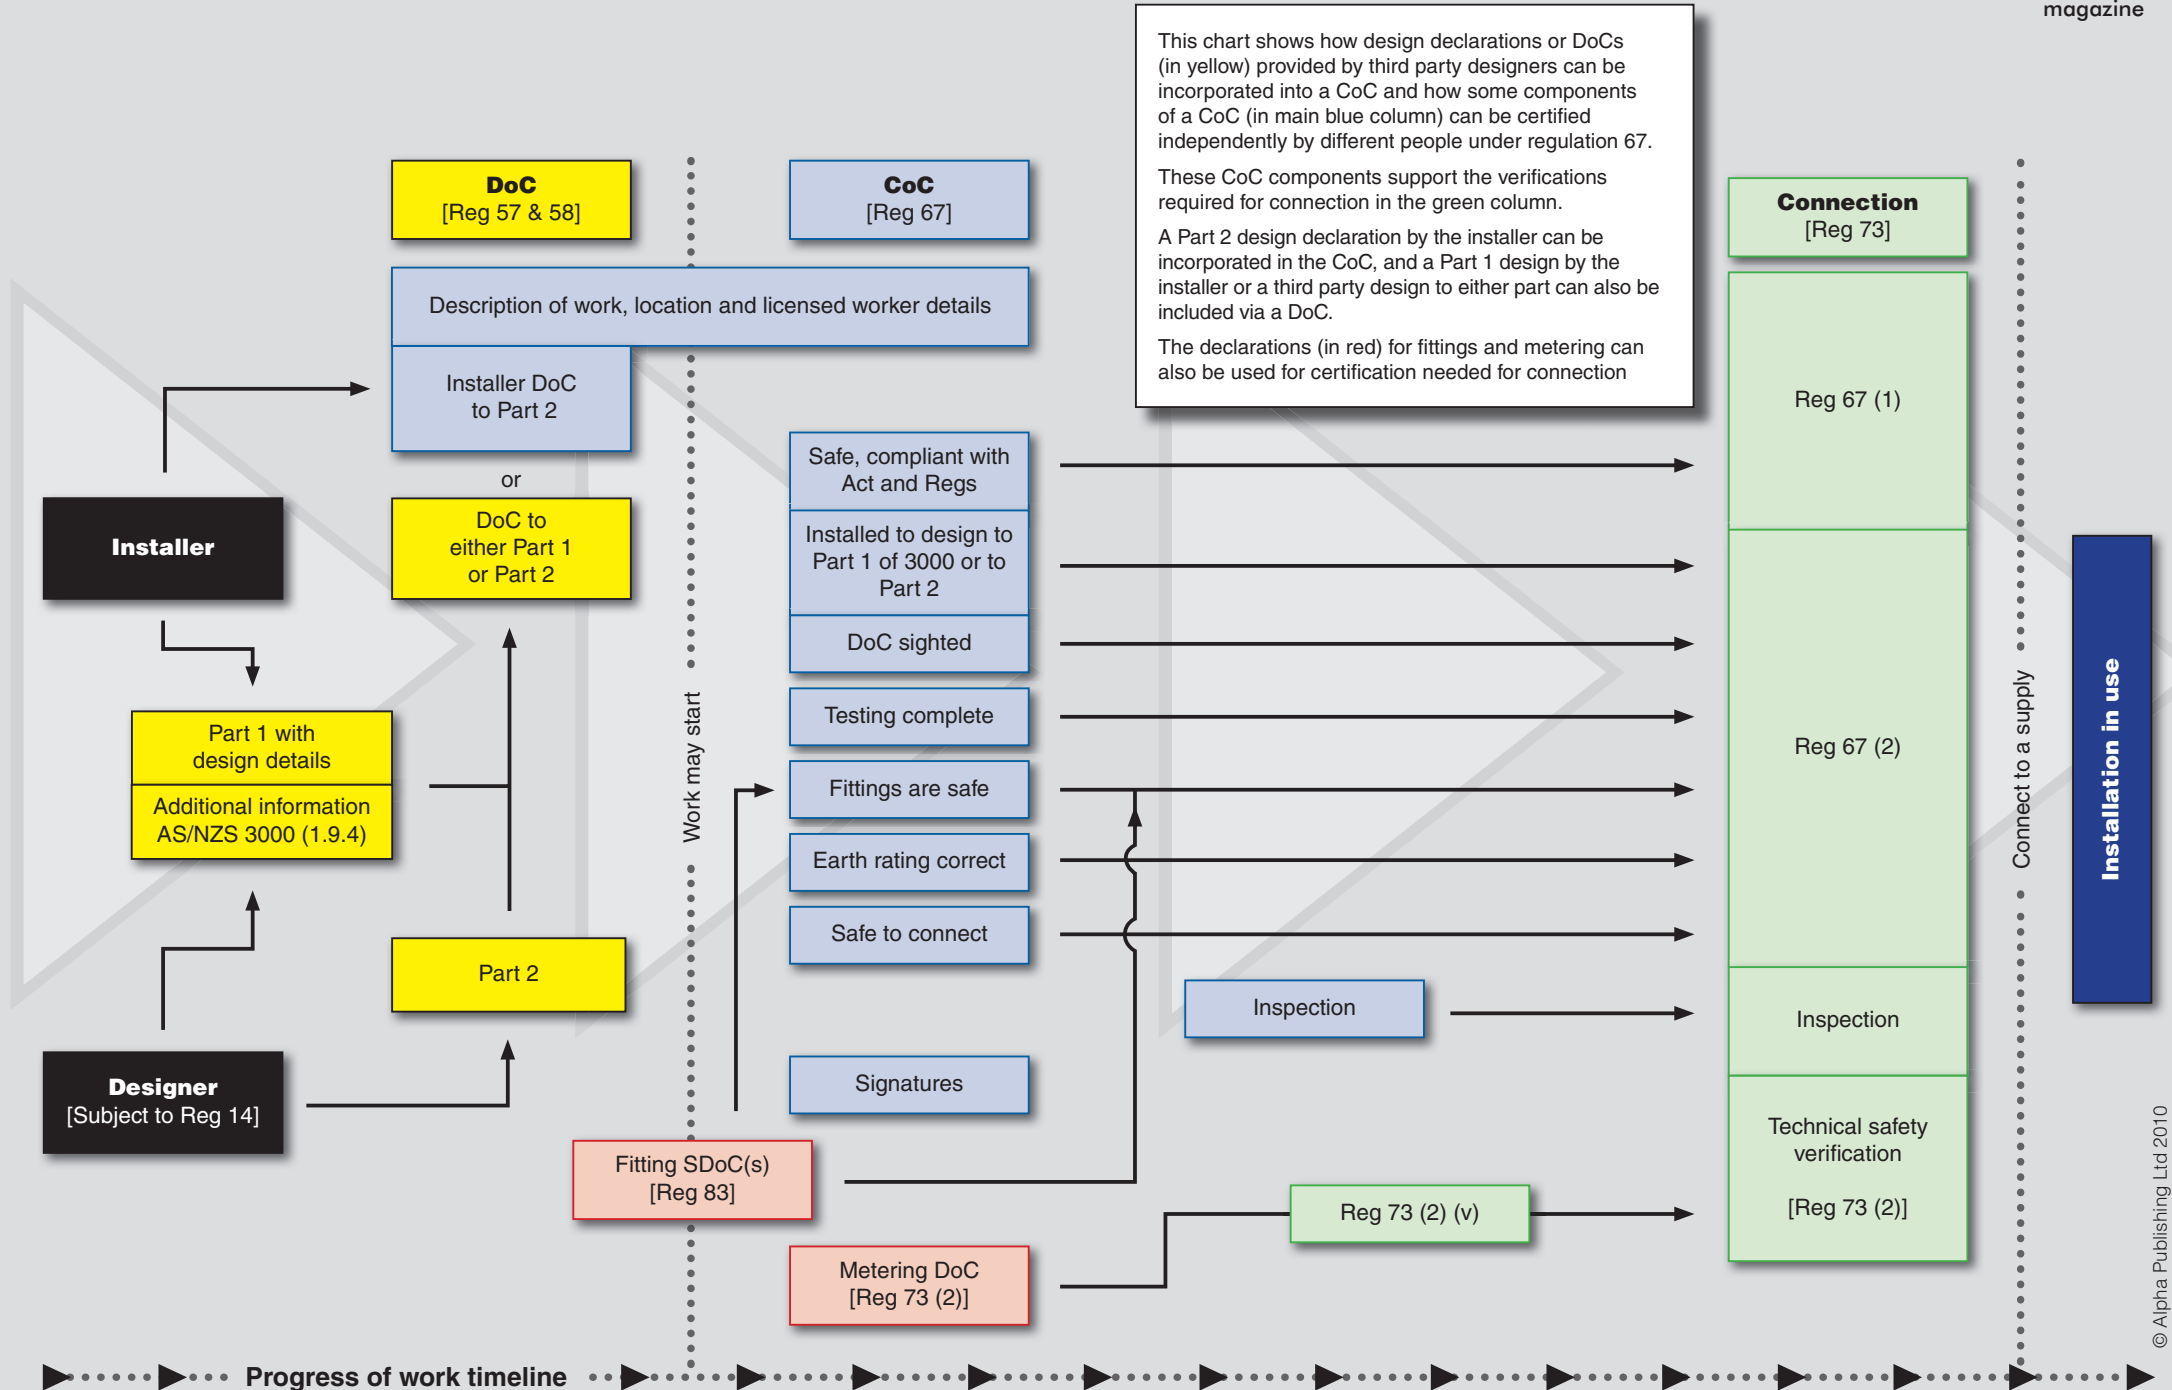 magazine
This chart shows how design declarations or DoCs
(in yellow) provided by third party designers can be
incorporated into a CoC and how some components
of a CoC (in main blue column) can be certified
independently by different people under regulation 67.
These CoC components support the verifications
required for connection in the green column.
A Part 2 design declaration by the installer can be
incorporated in the CoC, and a Part 1 design by the
installer or a third party design to either part can also be
included via a DoC.
The declarations (in red) for fittings and metering can
also be used for certification needed for connection
DoC
[Reg 57 & 58]
CoC
[Reg 67]
Connection
[Reg 73]
Description of work, location and licensed worker details
Installer DoC
to Part 2
or
DoC to
either Part 1
or Part 2
Installer
Part 1 with
design details
Additional information
AS/NZS 3000 (1.9.4)
Part 2
Designer
[Subject to Reg 14]
Work may start
Safe, compliant with
Act and Regs
Installed to design to
Part 1 of 3000 or to
Part 2
DoC sighted
Testing complete
Fittings are safe
Earth rating correct
Safe to connect
Inspection
Signatures
Fitting SDoC(s)
[Reg 83]
Metering DoC
[Reg 73 (2)]
Reg 73 (2) (v)
Reg 67 (1)
Reg 67 (2)
Inspection
Technical safety
verification
[Reg 73 (2)]
Connect to a supply
Installation in use
© Alpha Publishing Ltd 2010
Progress of work timeline